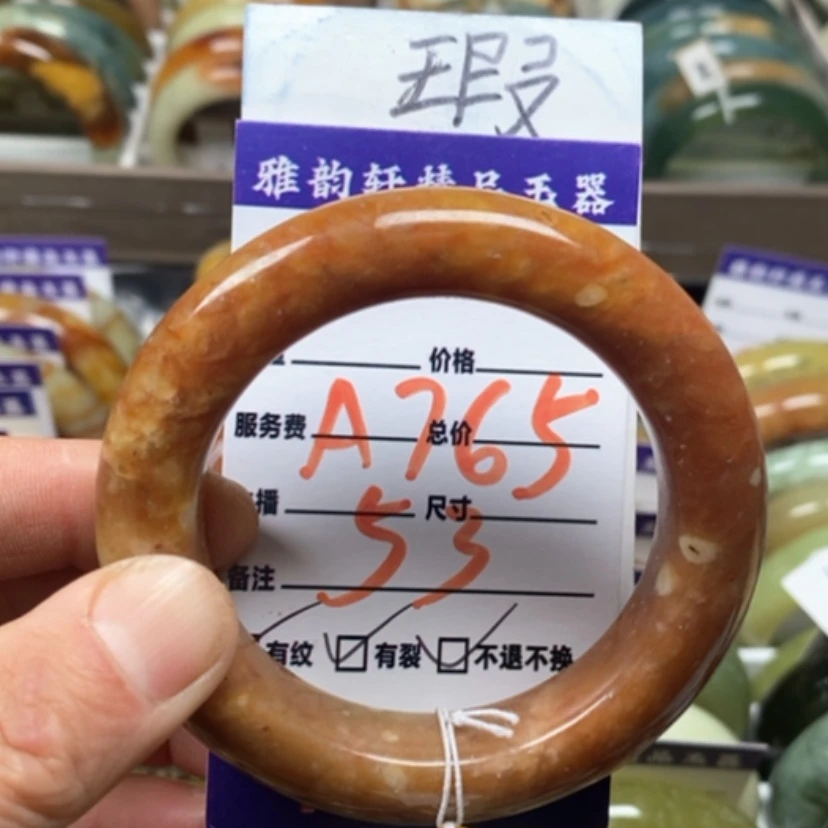 瑕
雅韵轩精品玉器
价格
服务费 总价
A765
播 尺寸
53
备注
有纹 有裂 不退不换